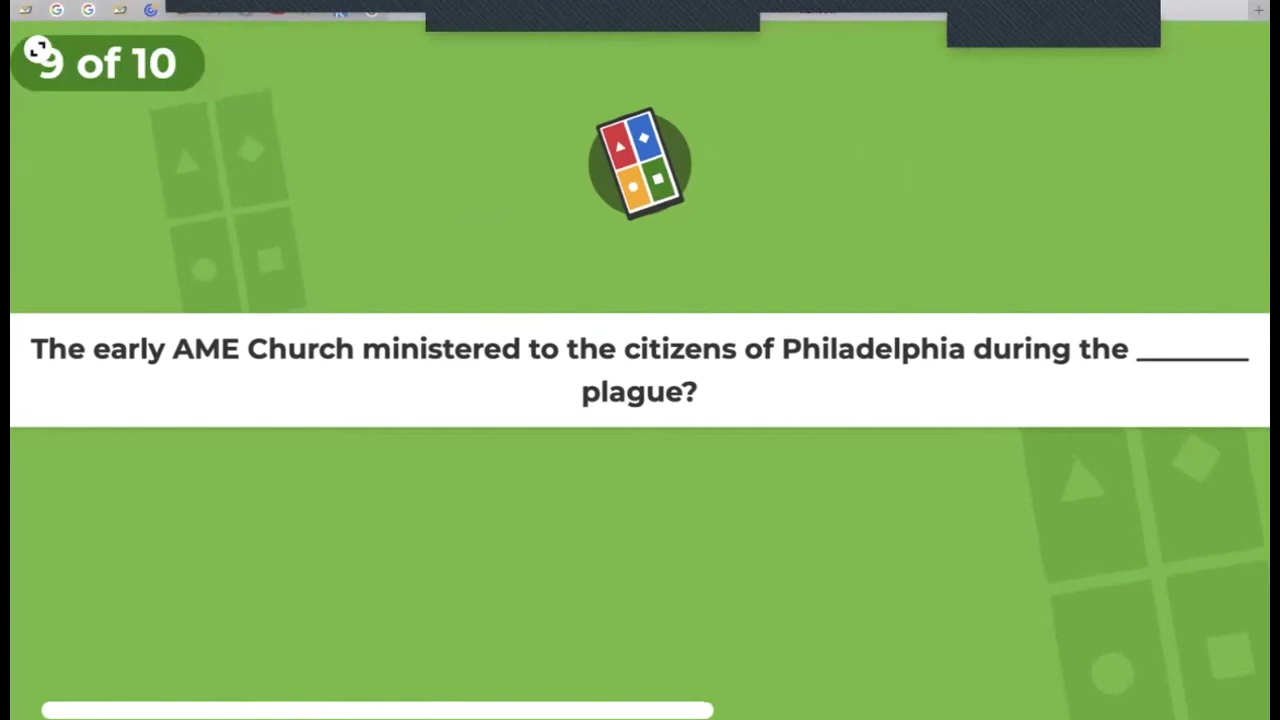 9 of 10
The early AME Church ministered to the citizens of Philadelphia during the ________
plague?